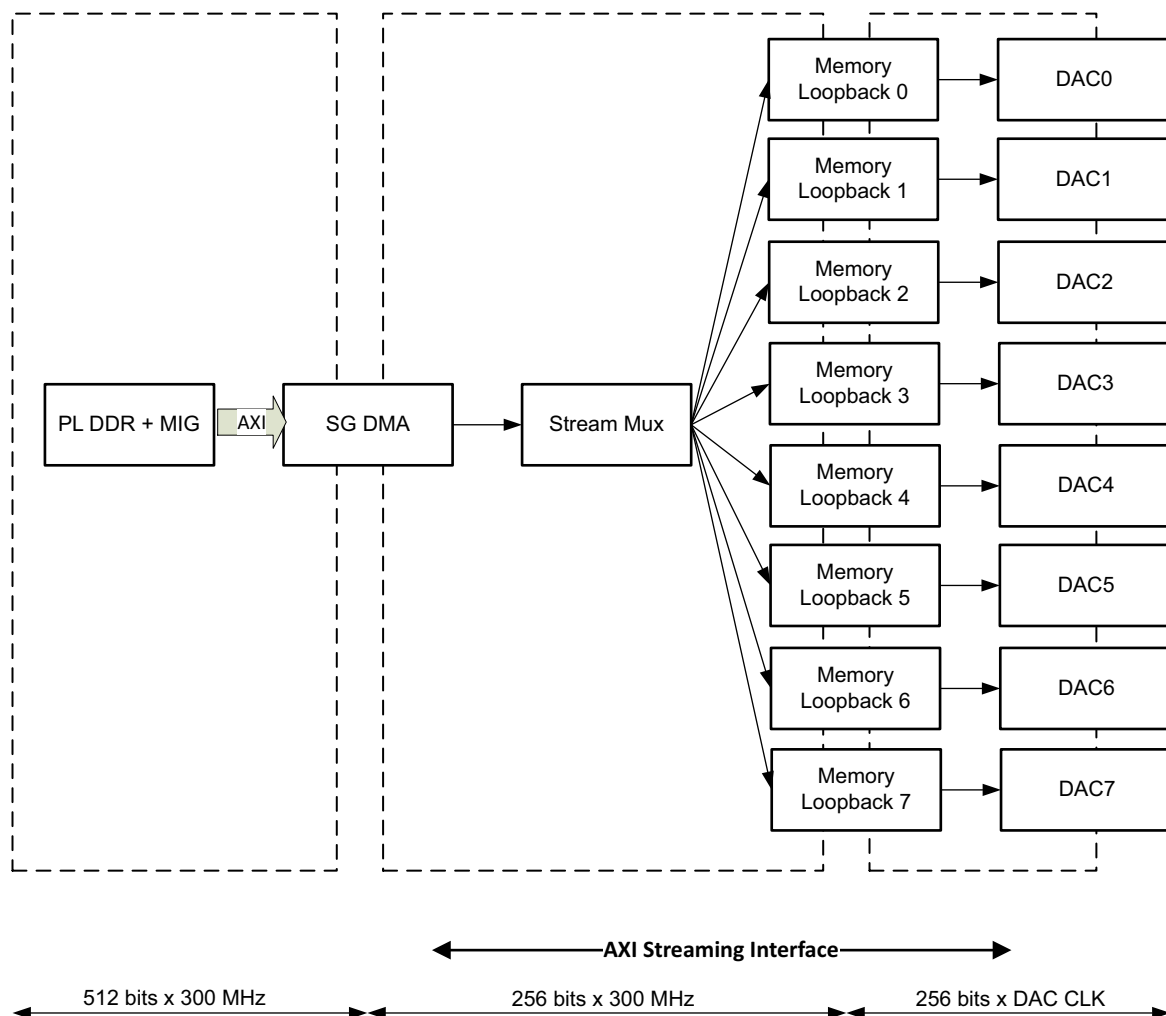 Memory
Loopback 0
DAC0
Memory
Loopback 1
DAC1
Memory
Loopback 2
DAC2
Memory
Loopback 3
DAC3
PL DDR + MIG
AXI
SG DMA
Stream Mux
Memory
Loopback 4
DAC4
Memory
Loopback 5
DAC5
Memory
Loopback 6
DAC6
Memory
Loopback 7
DAC7
AXI Streaming Interface
512 bits x 300 MHz
256 bits x 300 MHz
256 bits x DAC CLK